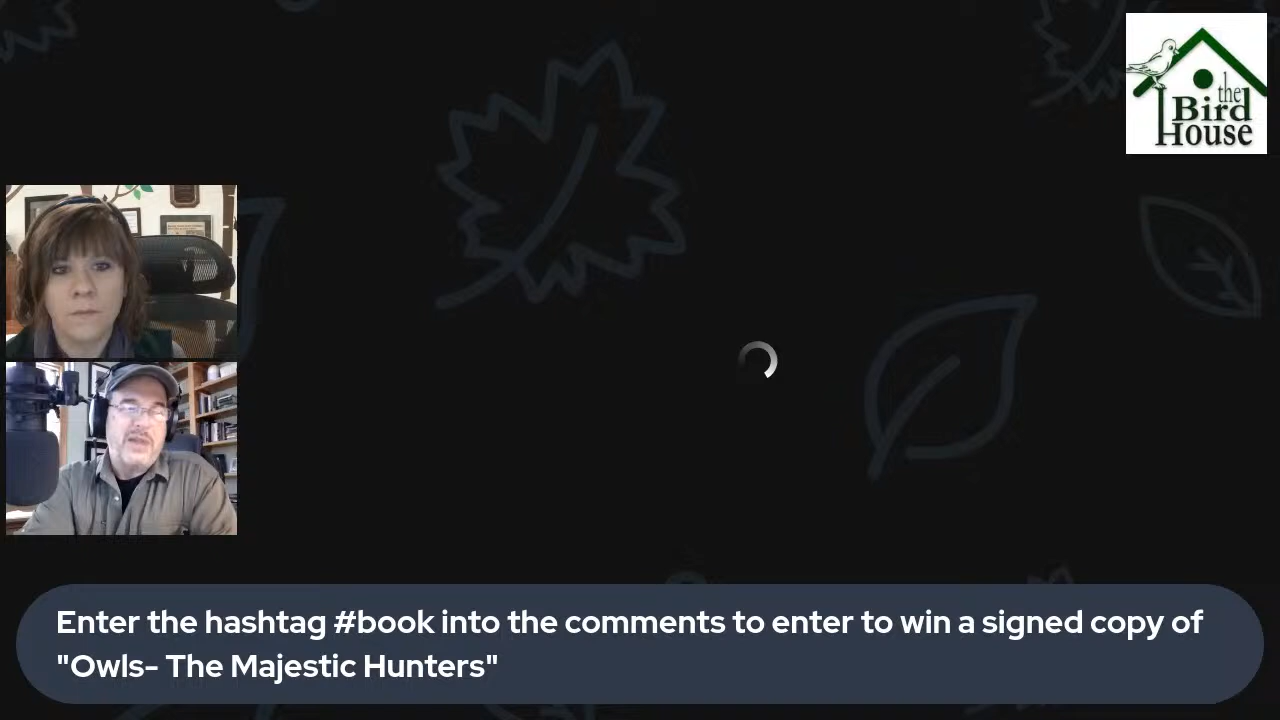 the
Bird
House
Enter the hashtag #book into the comments to enter to win a signed copy of
"Owls- The Majestic Hunters"